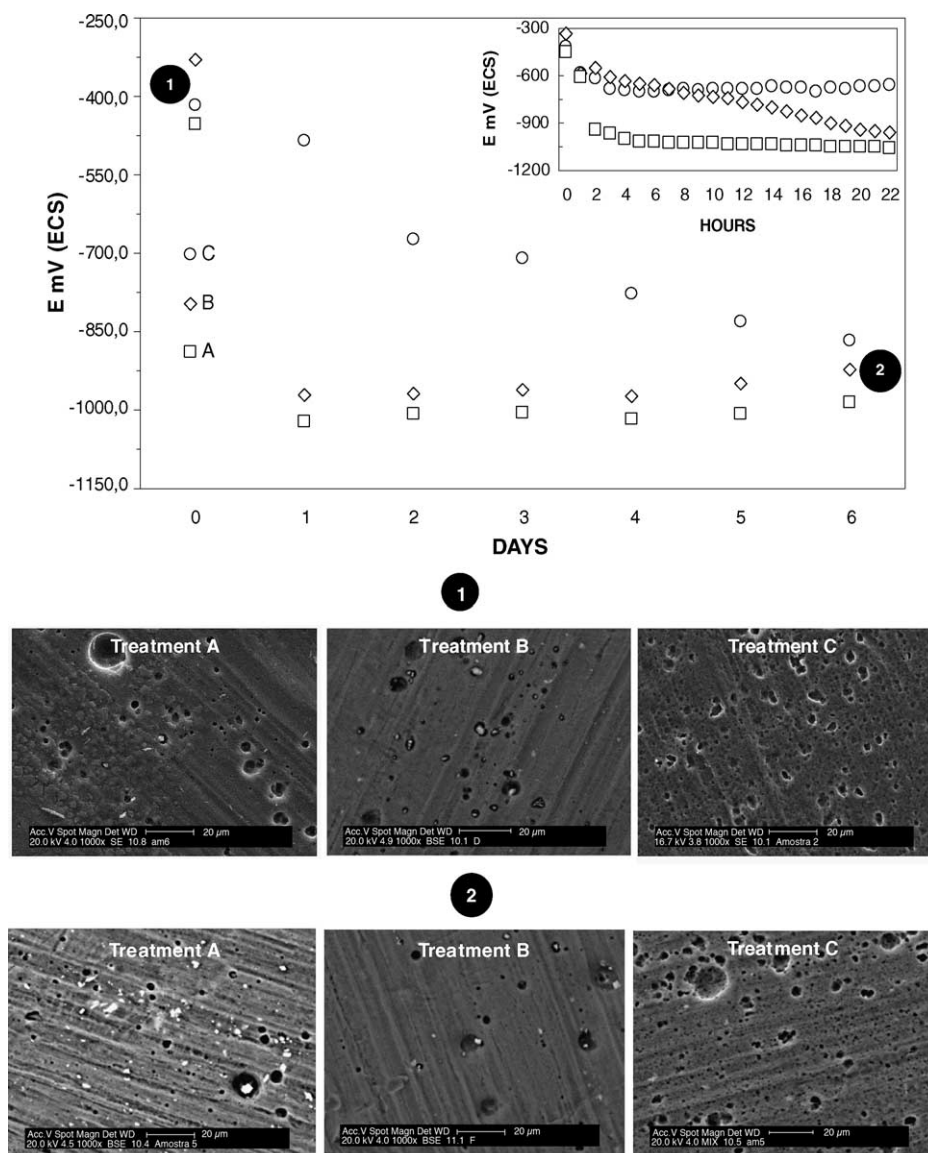 -250,0
-400,0
-550,0
-700,0
-850,0
-1000,0
-1150,0
E mV (ECS)
1
C
B
A
2
0 1 2 3 4 5 6
DAYS
-300
-600
-900
-1200
E mV (ECS)
0 2 4 6 8 10 12 14 16 18 20 22
HOURS
1
Treatment A
Acc.V Spot Magn Det WD 20 µm
20.0 kV 4.0 1000x SE 10.8 am6
Treatment B
Acc.V Spot Magn Det WD 20 µm
20.0 kV 4.9 1000x BSE 10.1 D
Treatment C
Acc.V Spot Magn Det WD 20 µm
16.7 kV 3.8 1000x SE 10.1 Amostra 2
2
Treatment A
Acc.V Spot Magn Det WD 20 µm
20.0 kV 4.5 1000x BSE 10.4 Amostra 5
Treatment B
Acc.V Spot Magn Det WD 20 µm
20.0 kV 4.0 1000x BSE 11.1 F
Treatment C
Acc.V Spot Magn Det WD 20 µm
20.0 kV 4.0 MIX 10.5 am5